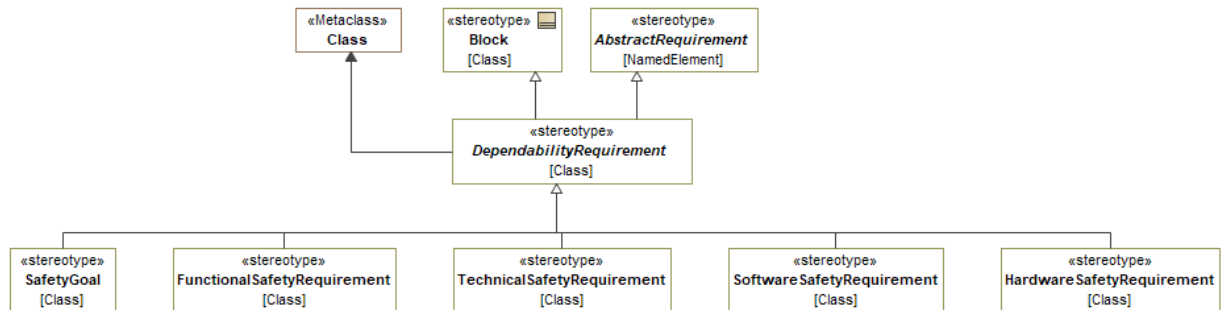 «Metaclass»
Class
«stereotype»
Block
[Class]
«stereotype»
AbstractRequirement
[NamedElement]
«stereotype»
DependabilityRequirement
[Class]
«stereotype»
SafetyGoal
[Class]
«stereotype»
FunctionalSafetyRequirement
[Class]
«stereotype»
TechnicalSafetyRequirement
[Class]
«stereotype»
SoftwareSafetyRequirement
[Class]
«stereotype»
HardwareSafetyRequirement
[Class]